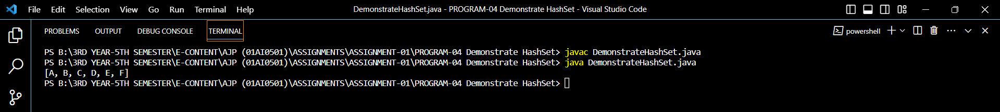 File Edit Selection View Go Run Terminal Help DemonstrateHashSet.java - PROGRAM-04 Demonstrate HashSet - Visual Studio Code
PROBLEMS OUTPUT DEBUG CONSOLE TERMINAL powershell
PS B:\3RD YEAR-5TH SEMESTER\E-CONTENT\AJP (01AI0501)\ASSIGNMENTS\ASSIGNMENT-01\PROGRAM-04 Demonstrate HashSet> javac DemonstrateHashSet.java
PS B:\3RD YEAR-5TH SEMESTER\E-CONTENT\AJP (01AI0501)\ASSIGNMENTS\ASSIGNMENT-01\PROGRAM-04 Demonstrate HashSet> java DemonstrateHashSet.java
[A, B, C, D, E, F]
PS B:\3RD YEAR-5TH SEMESTER\E-CONTENT\AJP (01AI0501)\ASSIGNMENTS\ASSIGNMENT-01\PROGRAM-04 Demonstrate HashSet>